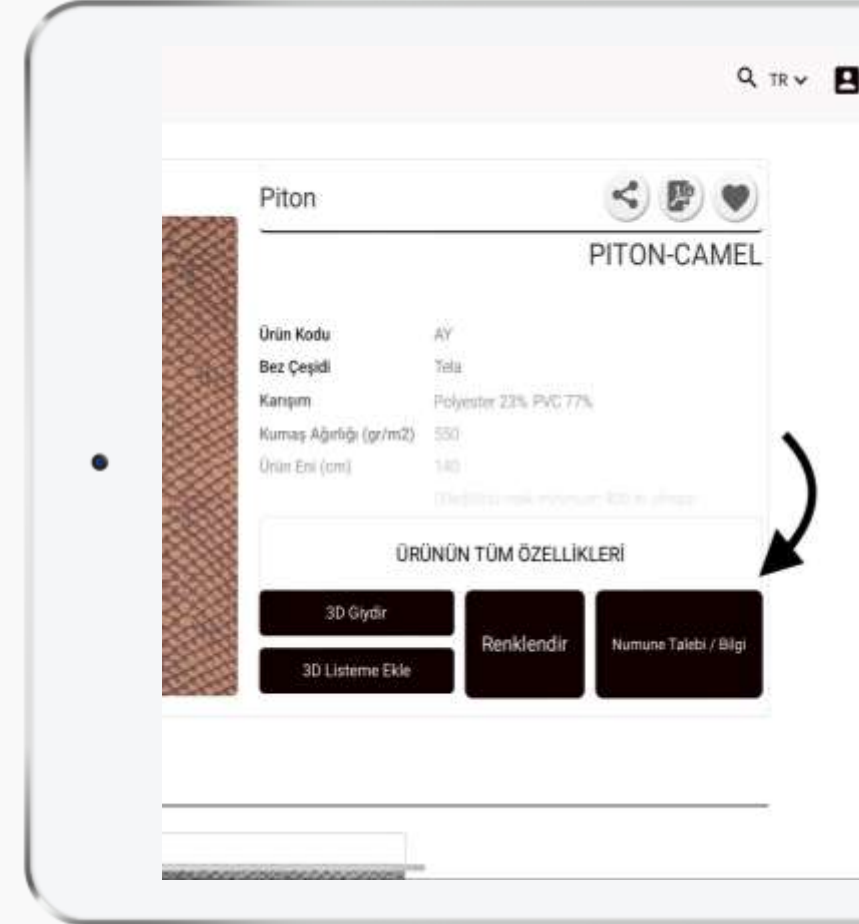 TR
Piton
PITON-CAMEL
Ürün Kodu AY
Bez Çeşidi Tela
Karışım Polyester 23% PVC 77%
Kumaş Ağırlığı (gr/m2) 550
Ürün Eni (cm) 140
ÜRÜNÜN TÜM ÖZELLİKLERİ
3D Giydir
Renklendir
Numune Talebi / Bilgi
3D Listeme Ekle